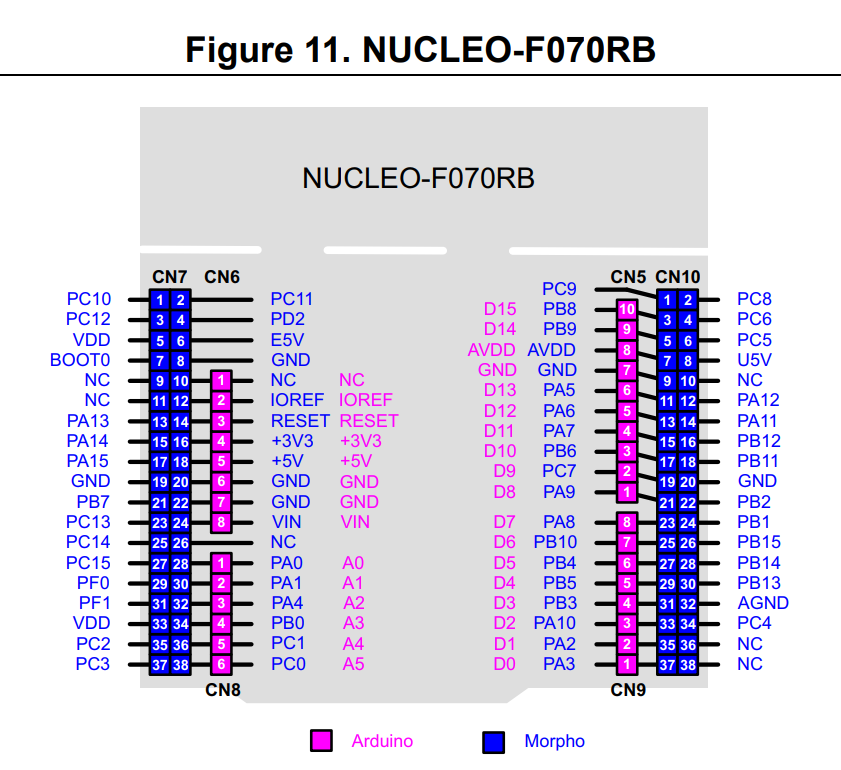 Figure 11. NUCLEO-F070RB
NUCLEO-F070RB
CN7 CN6 CN5 CN10
PC9 1 2 PC8
PC10 1 2 PC11
D15 PB8 10 3 4 PC6
PC12 3 4 PD2
D14 PB9 9 5 6 PC5
VDD 5 6 E5V
AVDD AVDD 8 7 8 U5V
BOOT0 7 8 GND
GND GND 7 9 10 NC
NC 9 10 1 NC NC
D13 PA5 6 11 12 PA12
NC 11 12 2 IOREF IOREF
D12 PA6 5 13 14 PA11
PA13 13 14 3 RESET RESET
D11 PA7 4 15 16 PB12
PA14 15 16 4 +3V3 +3V3
D10 PB6 3 17 18 PB11
PA15 17 18 5 +5V +5V
D9 PC7 2 19 20 GND
GND 19 20 6 GND GND
D8 PA9 1 21 22 PB2
PB7 21 22 7 GND GND
PC13 23 24 8 VIN VIN D7 PA8 8 23 24 PB1
PC14 25 26 NC D6 PB10 7 25 26 PB15
PC15 27 28 1 PA0 A0 D5 PB4 6 27 28 PB14
PF0 29 30 2 PA1 A1 D4 PB5 5 29 30 PB13
PF1 31 32 3 PA4 A2 D3 PB3 4 31 32 AGND
VDD 33 34 4 PB0 A3 D2 PA10 3 33 34 PC4
PC2 35 36 5 PC1 A4 D1 PA2 2 35 36 NC
PC3 37 38 6 PC0 A5 D0 PA3 1 37 38 NC
CN8 CN9
Arduino Morpho